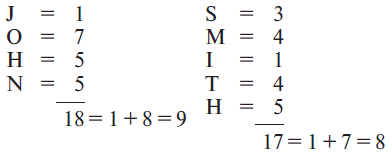 J = 1
O = 7
H = 5
N = 5
18 = 1 + 8 = 9
S = 3
M = 4
I = 1
T = 4
H = 5
17 = 1 + 7 = 8